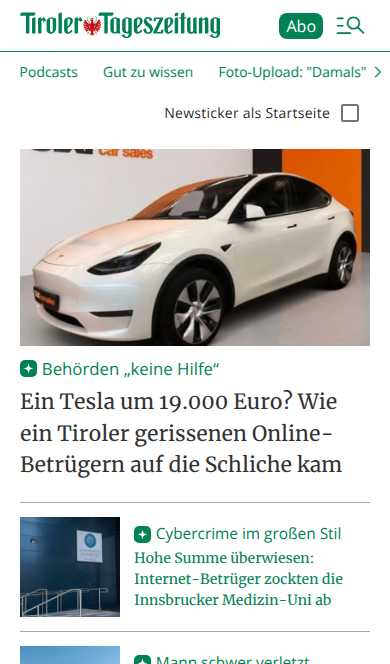 Tiroler Tageszeitung
Abo
Podcasts Gut zu wissen Foto-Upload: "Damals"
Newsticker als Startseite
car sales
Behörden „keine Hilfe“
Ein Tesla um 19.000 Euro? Wie
ein Tiroler gerissenen Online-
Betrügern auf die Schliche kam
Cybercrime im großen Stil
Hohe Summe überwiesen:
Internet-Betrüger zockten die
Innsbrucker Medizin-Uni ab
Mann schwer verletzt